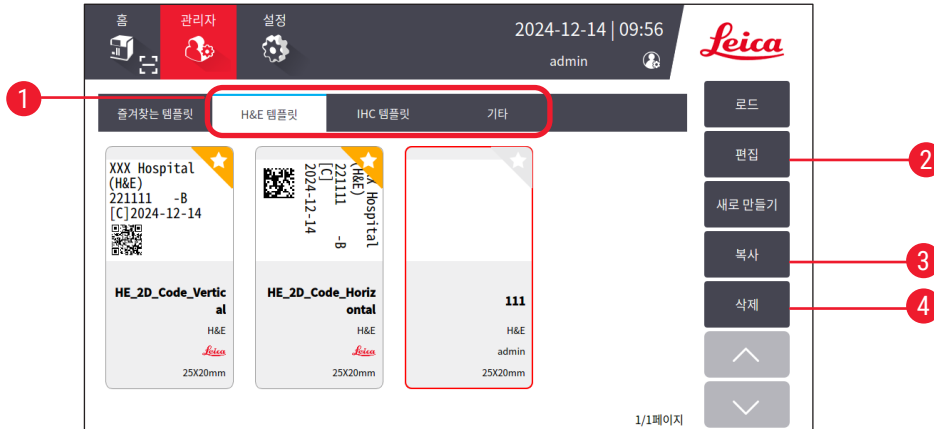 홈
관리자
설정
2024-12-14 | 09:56
admin
Leica
1
즐겨찾는 템플릿
H&E 템플릿
IHC 템플릿
기타
XXX Hospital
(H&E)
221111 -B
[C]2024-12-14
HE_2D_Code_Vertic
al
H&E
Leica
25X20mm
X Hospital
(H&E)
221111 -B
[C]
2024-12-14
HE_2D_Code_Horiz
ontal
H&E
Leica
25X20mm
111
H&E
admin
25X20mm
로드
편집
2
새로 만들기
복사
3
삭제
4
1/1페이지